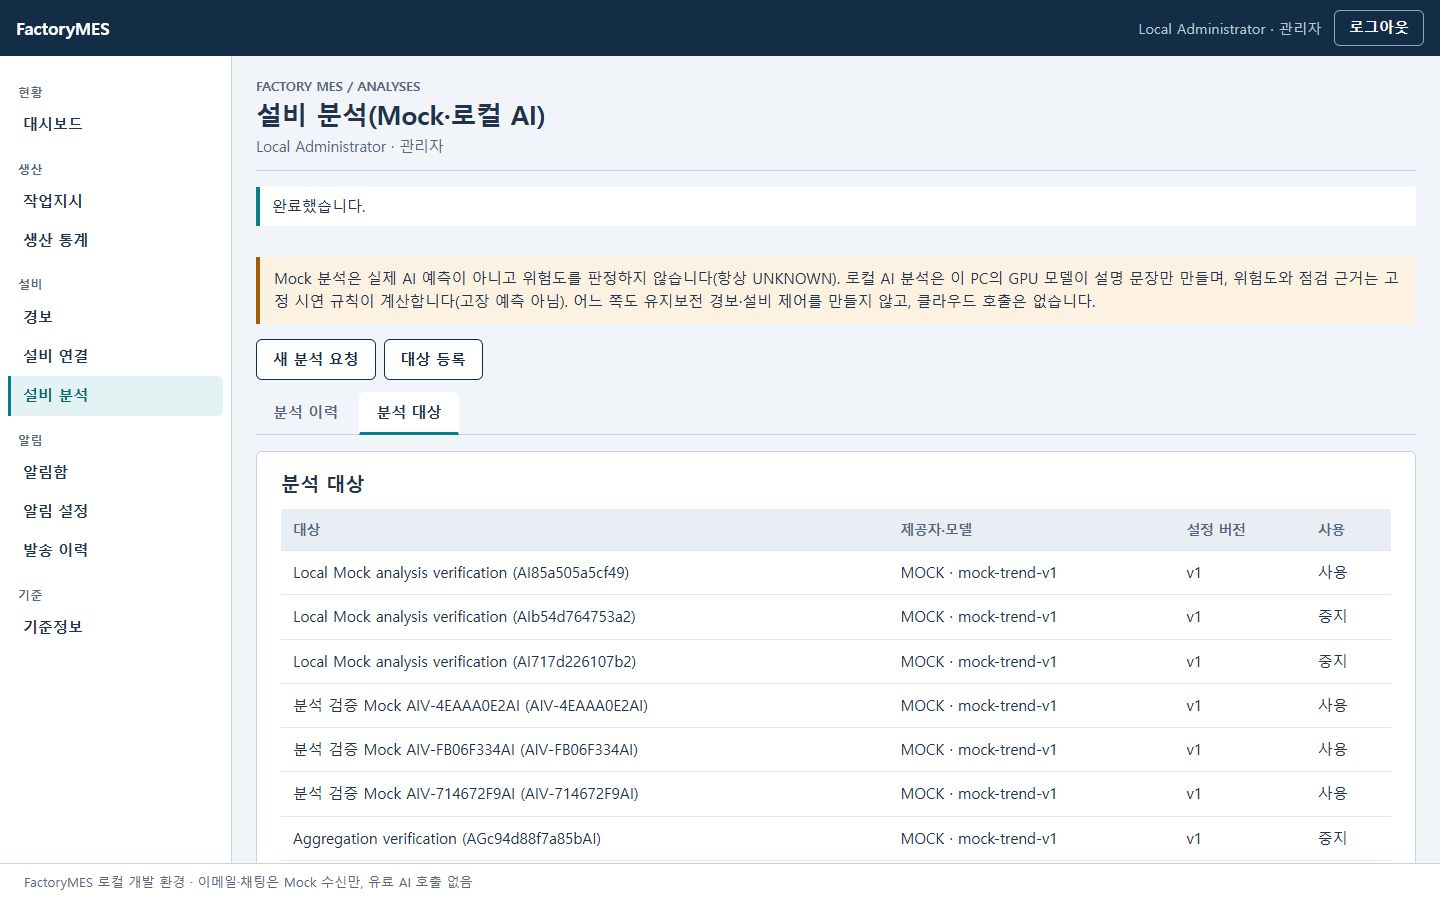 FactoryMES
Local Administrator · 관리자
로그아웃
현황
대시보드
생산
작업지시
생산 통계
설비
경보
설비 연결
설비 분석
알림
알림함
알림 설정
발송 이력
기준
기준정보
FACTORY MES / ANALYSES
설비 분석(Mock·로컬 AI)
Local Administrator · 관리자
완료했습니다.
Mock 분석은 실제 AI 예측이 아니고 위험도를 판정하지 않습니다(항상 UNKNOWN). 로컬 AI 분석은 이 PC의 GPU 모델이 설명 문장만 만들며, 위험도와 점검 근거는 고
정 시연 규칙이 계산합니다(고장 예측 아님). 어느 쪽도 유지보전 경보·설비 제어를 만들지 않고, 클라우드 호출은 없습니다.
새 분석 요청
대상 등록
분석 이력
분석 대상
분석 대상
대상 제공자·모델 설정 버전 사용
Local Mock analysis verification (AI85a505a5cf49) MOCK · mock-trend-v1 v1 사용
Local Mock analysis verification (AIb54d764753a2) MOCK · mock-trend-v1 v1 중지
Local Mock analysis verification (AI717d226107b2) MOCK · mock-trend-v1 v1 중지
분석 검증 Mock AIV-4EAAA0E2AI (AIV-4EAAA0E2AI) MOCK · mock-trend-v1 v1 사용
분석 검증 Mock AIV-FB06F334AI (AIV-FB06F334AI) MOCK · mock-trend-v1 v1 사용
분석 검증 Mock AIV-714672F9AI (AIV-714672F9AI) MOCK · mock-trend-v1 v1 사용
Aggregation verification (AGc94d88f7a85bAI) MOCK · mock-trend-v1 v1 중지
FactoryMES 로컬 개발 환경 · 이메일·채팅은 Mock 수신만, 유료 AI 호출 없음